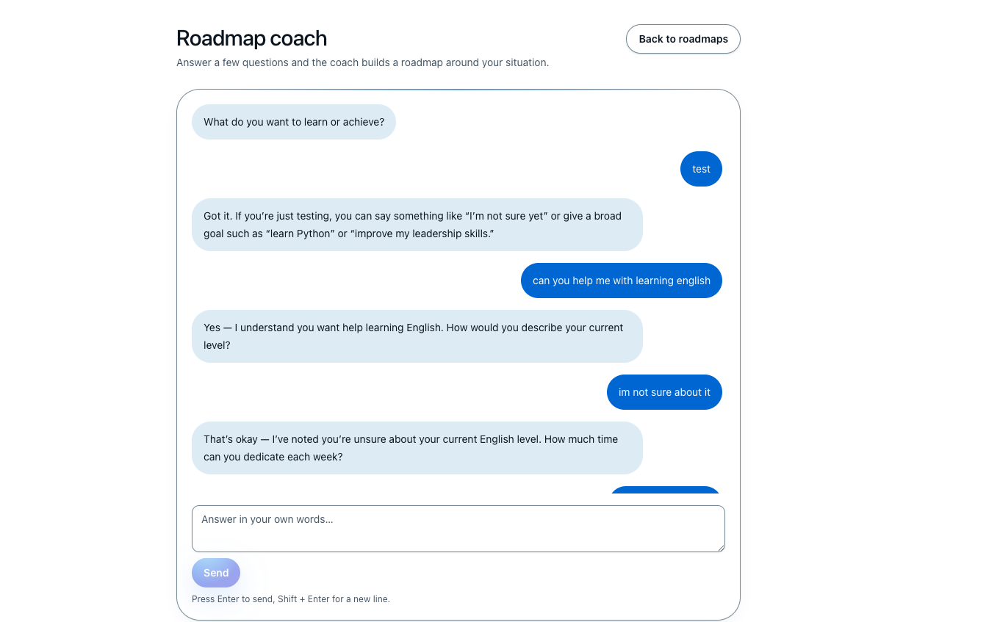 Roadmap coach
Back to roadmaps
Answer a few questions and the coach builds a roadmap around your situation.
What do you want to learn or achieve?
test
Got it. If you’re just testing, you can say something like “I’m not sure yet” or give a broad
goal such as “learn Python” or “improve my leadership skills.”
can you help me with learning english
Yes — I understand you want help learning English. How would you describe your current
level?
im not sure about it
That’s okay — I’ve noted you’re unsure about your current English level. How much time
can you dedicate each week?
Answer in your own words...
Send
Press Enter to send, Shift + Enter for a new line.